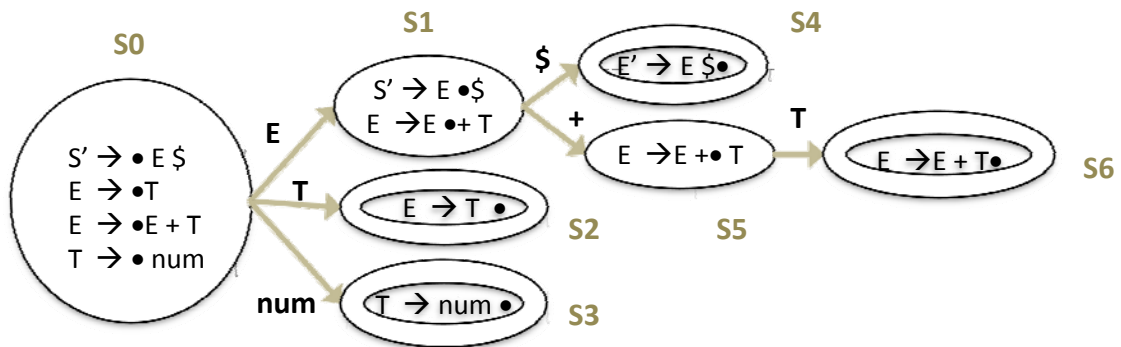 S0
S' → • E $
E → •T
E → •E + T
T → • num
E
T
num
S1
S' → E •$
E →E •+ T
E → T •
S2
T → num •
S3
$
+
S4
E' → E $•
E →E +• T
S5
T
E →E + T•
S6